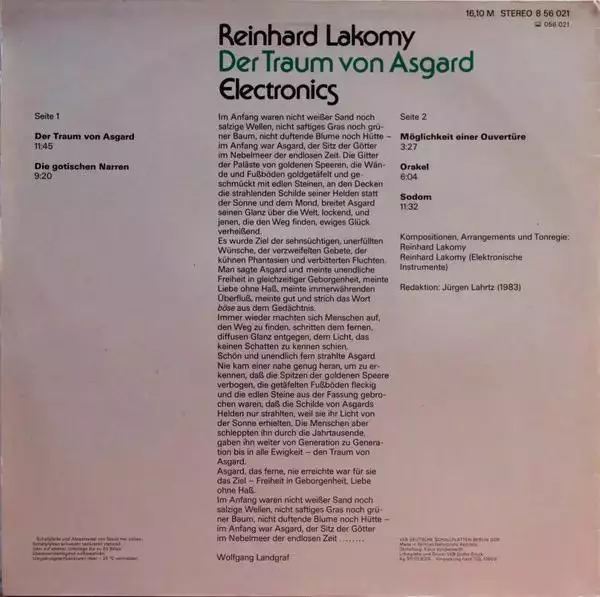 16,10 M STEREO 8 56 021
056 021
Reinhard Lakomy
Der Traum von Asgard
Electronics
Seite 1
Der Traum von Asgard
11:45
Die gotischen Narren
9:20
Im Anfang waren nicht weißer Sand noch
salzige Wellen, nicht saftiges Gras noch grü-
ner Baum, nicht duftende Blume noch Hütte –
im Anfang war Asgard, der Sitz der Götter
im Nebelmeer der endlosen Zeit. Die Gitter
der Paläste von goldenen Speeren, die Wän-
de und Fußböden goldgetäfelt und ge-
schmückt mit edlen Steinen, an den Decken
die strahlenden Schilde seiner Helden statt
der Sonne und dem Mond, breitet Asgard
seinen Glanz über die Welt, lockend, und
jenen, die den Weg finden, ewiges Glück
verheißend.
Es wurde Ziel der sehnsüchtigen, unerfüllten
Wünsche, der verzweifelten Gebete, der
kühnen Phantasien und verbitterten Fluchten.
Man sagte Asgard und meinte unendliche
Freiheit in gleichzeitiger Geborgenheit, meinte
Liebe ohne Haß, meinte immerwährenden
Überfluß, meinte gut und strich das Wort
böse aus dem Gedächtnis.
Immer wieder machten sich Menschen auf,
den Weg zu finden, schritten dem fernen,
diffusen Glanz entgegen, dem Licht, das
keinen Schatten zu kennen schien.
Schön und unendlich fern strahlte Asgard.
Nie kam einer nahe genug heran, um zu er-
kennen, daß die Spitzen der goldenen Speere
verbogen, die getäfelten Fußböden fleckig
und die edlen Steine aus der Fassung gebro-
chen waren, daß die Schilde von Asgards
Helden nur strahlten, weil sie ihr Licht von
der Sonne erhielten. Die Menschen aber
schleppten ihn durch die Jahrtausende,
gaben ihn weiter von Generation zu Genera-
tion bis in alle Ewigkeit – den Traum von
Asgard.
Asgard, das ferne, nie erreichte war für sie
das Ziel – Freiheit in Geborgenheit, Liebe
ohne Haß.
Im Anfang waren nicht weißer Sand noch
salzige Wellen, nicht saftiges Gras noch grü-
ner Baum, nicht duftende Blume noch Hütte –
im Anfang war Asgard, der Sitz der Götter
im Nebelmeer der endlosen Zeit ........
Wolfgang Landgraf
Seite 2
Möglichkeit einer Ouvertüre
3:27
Orakel
6:04
Sodom
11:32
Kompositionen, Arrangements und Tonregie:
Reinhard Lakomy
Reinhard Lakomy (Elektronische
Instrumente)
Redaktion: Jürgen Lahrtz (1983)
VEB DEUTSCHE SCHALLPLATTEN BERLIN DDR